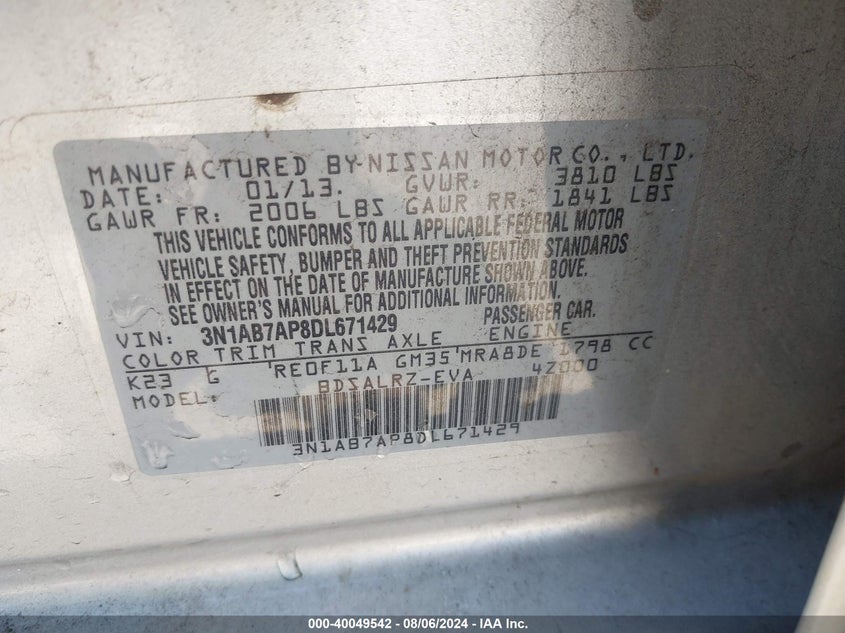 MANUFACTURED BY NISSAN MOTOR CO., LTD.
DATE: 01/13. GVWR: 3810 LBS
GAWR FR: 2006 LBS GAWR RR: 1841 LBS
THIS VEHICLE CONFORMS TO ALL APPLICABLE FEDERAL MOTOR
VEHICLE SAFETY, BUMPER AND THEFT PREVENTION STANDARDS
IN EFFECT ON THE DATE OF MANUFACTURE SHOWN ABOVE.
SEE OWNER'S MANUAL FOR ADDITIONAL INFORMATION.
VIN: 3N1AB7AP8DL671429 PASSENGER CAR.
COLOR TRIM TRANS AXLE ENGINE
K23 G RE0F11A GM35 MRA8DE 1798 CC
MODEL: BDSALRZ-EVA 42000
3N1AB7AP8DL671429
000-40049542 - 08/06/2024 - IAA Inc.